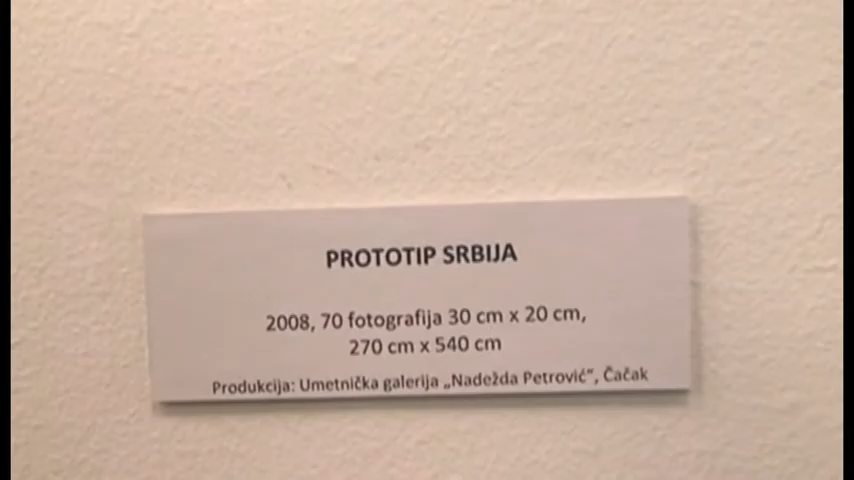 PROTOTIP SRBIJA
2008, 70 fotografija 30 cm x 20 cm,
270 cm x 540 cm
Produkcija: Umetnička galerija „Nadežda Petrović“, Čačak